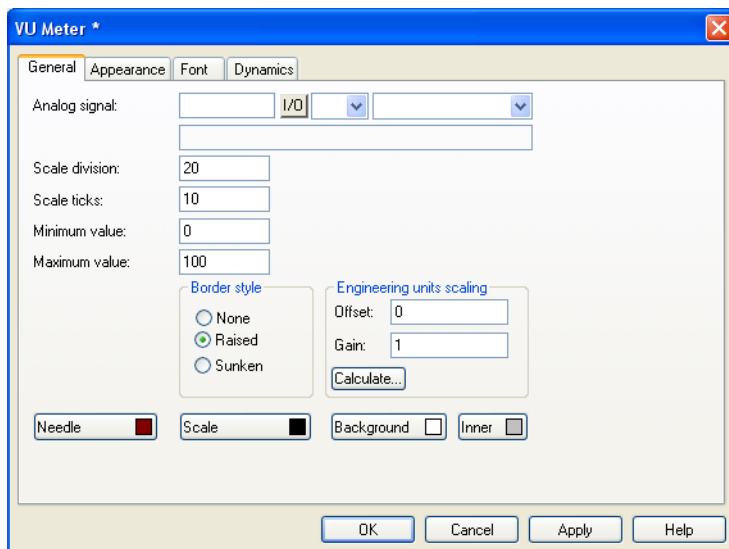 VU Meter *
General Appearance Font Dynamics
Analog signal: I/O
Scale division: 20
Scale ticks: 10
Minimum value: 0
Maximum value: 100
Border style
None
Raised
Sunken
Engineering units scaling
Offset: 0
Gain: 1
Calculate...
Needle Scale Background Inner
OK Cancel Apply Help